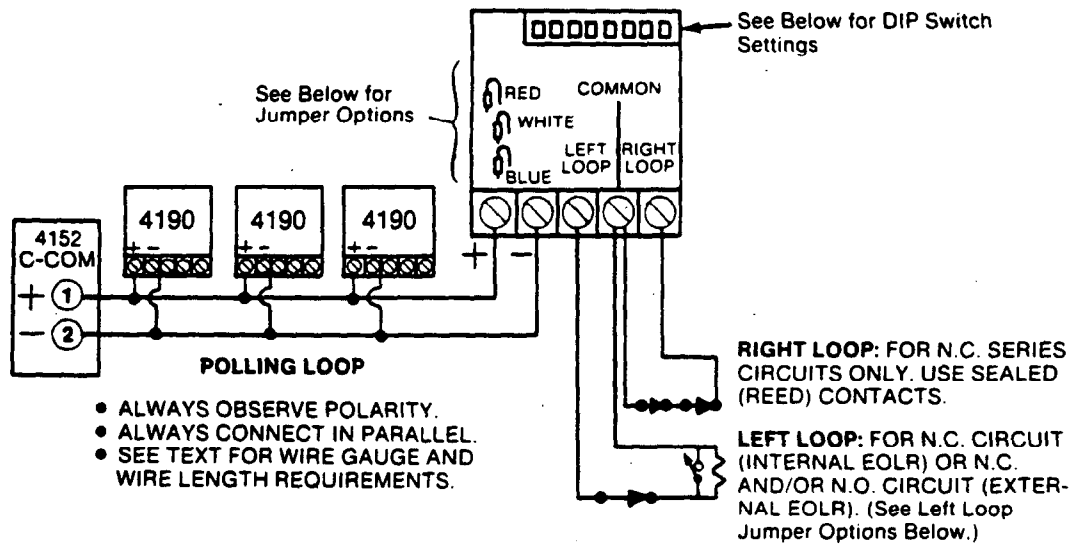 See Below for DIP Switch
Settings
See Below for
Jumper Options
RED
WHITE
BLUE
COMMON
LEFT
LOOP
RIGHT
LOOP
4190
+ −
4190
+ −
4190
+ −
4152
C-COM
+ 1
− 2
+ −
POLLING LOOP
● ALWAYS OBSERVE POLARITY.
● ALWAYS CONNECT IN PARALLEL.
● SEE TEXT FOR WIRE GAUGE AND
WIRE LENGTH REQUIREMENTS.
RIGHT LOOP: FOR N.C. SERIES
CIRCUITS ONLY. USE SEALED
(REED) CONTACTS.
LEFT LOOP: FOR N.C. CIRCUIT
(INTERNAL EOLR) OR N.C.
AND/OR N.O. CIRCUIT (EXTER-
NAL EOLR). (See Left Loop
Jumper Options Below.)